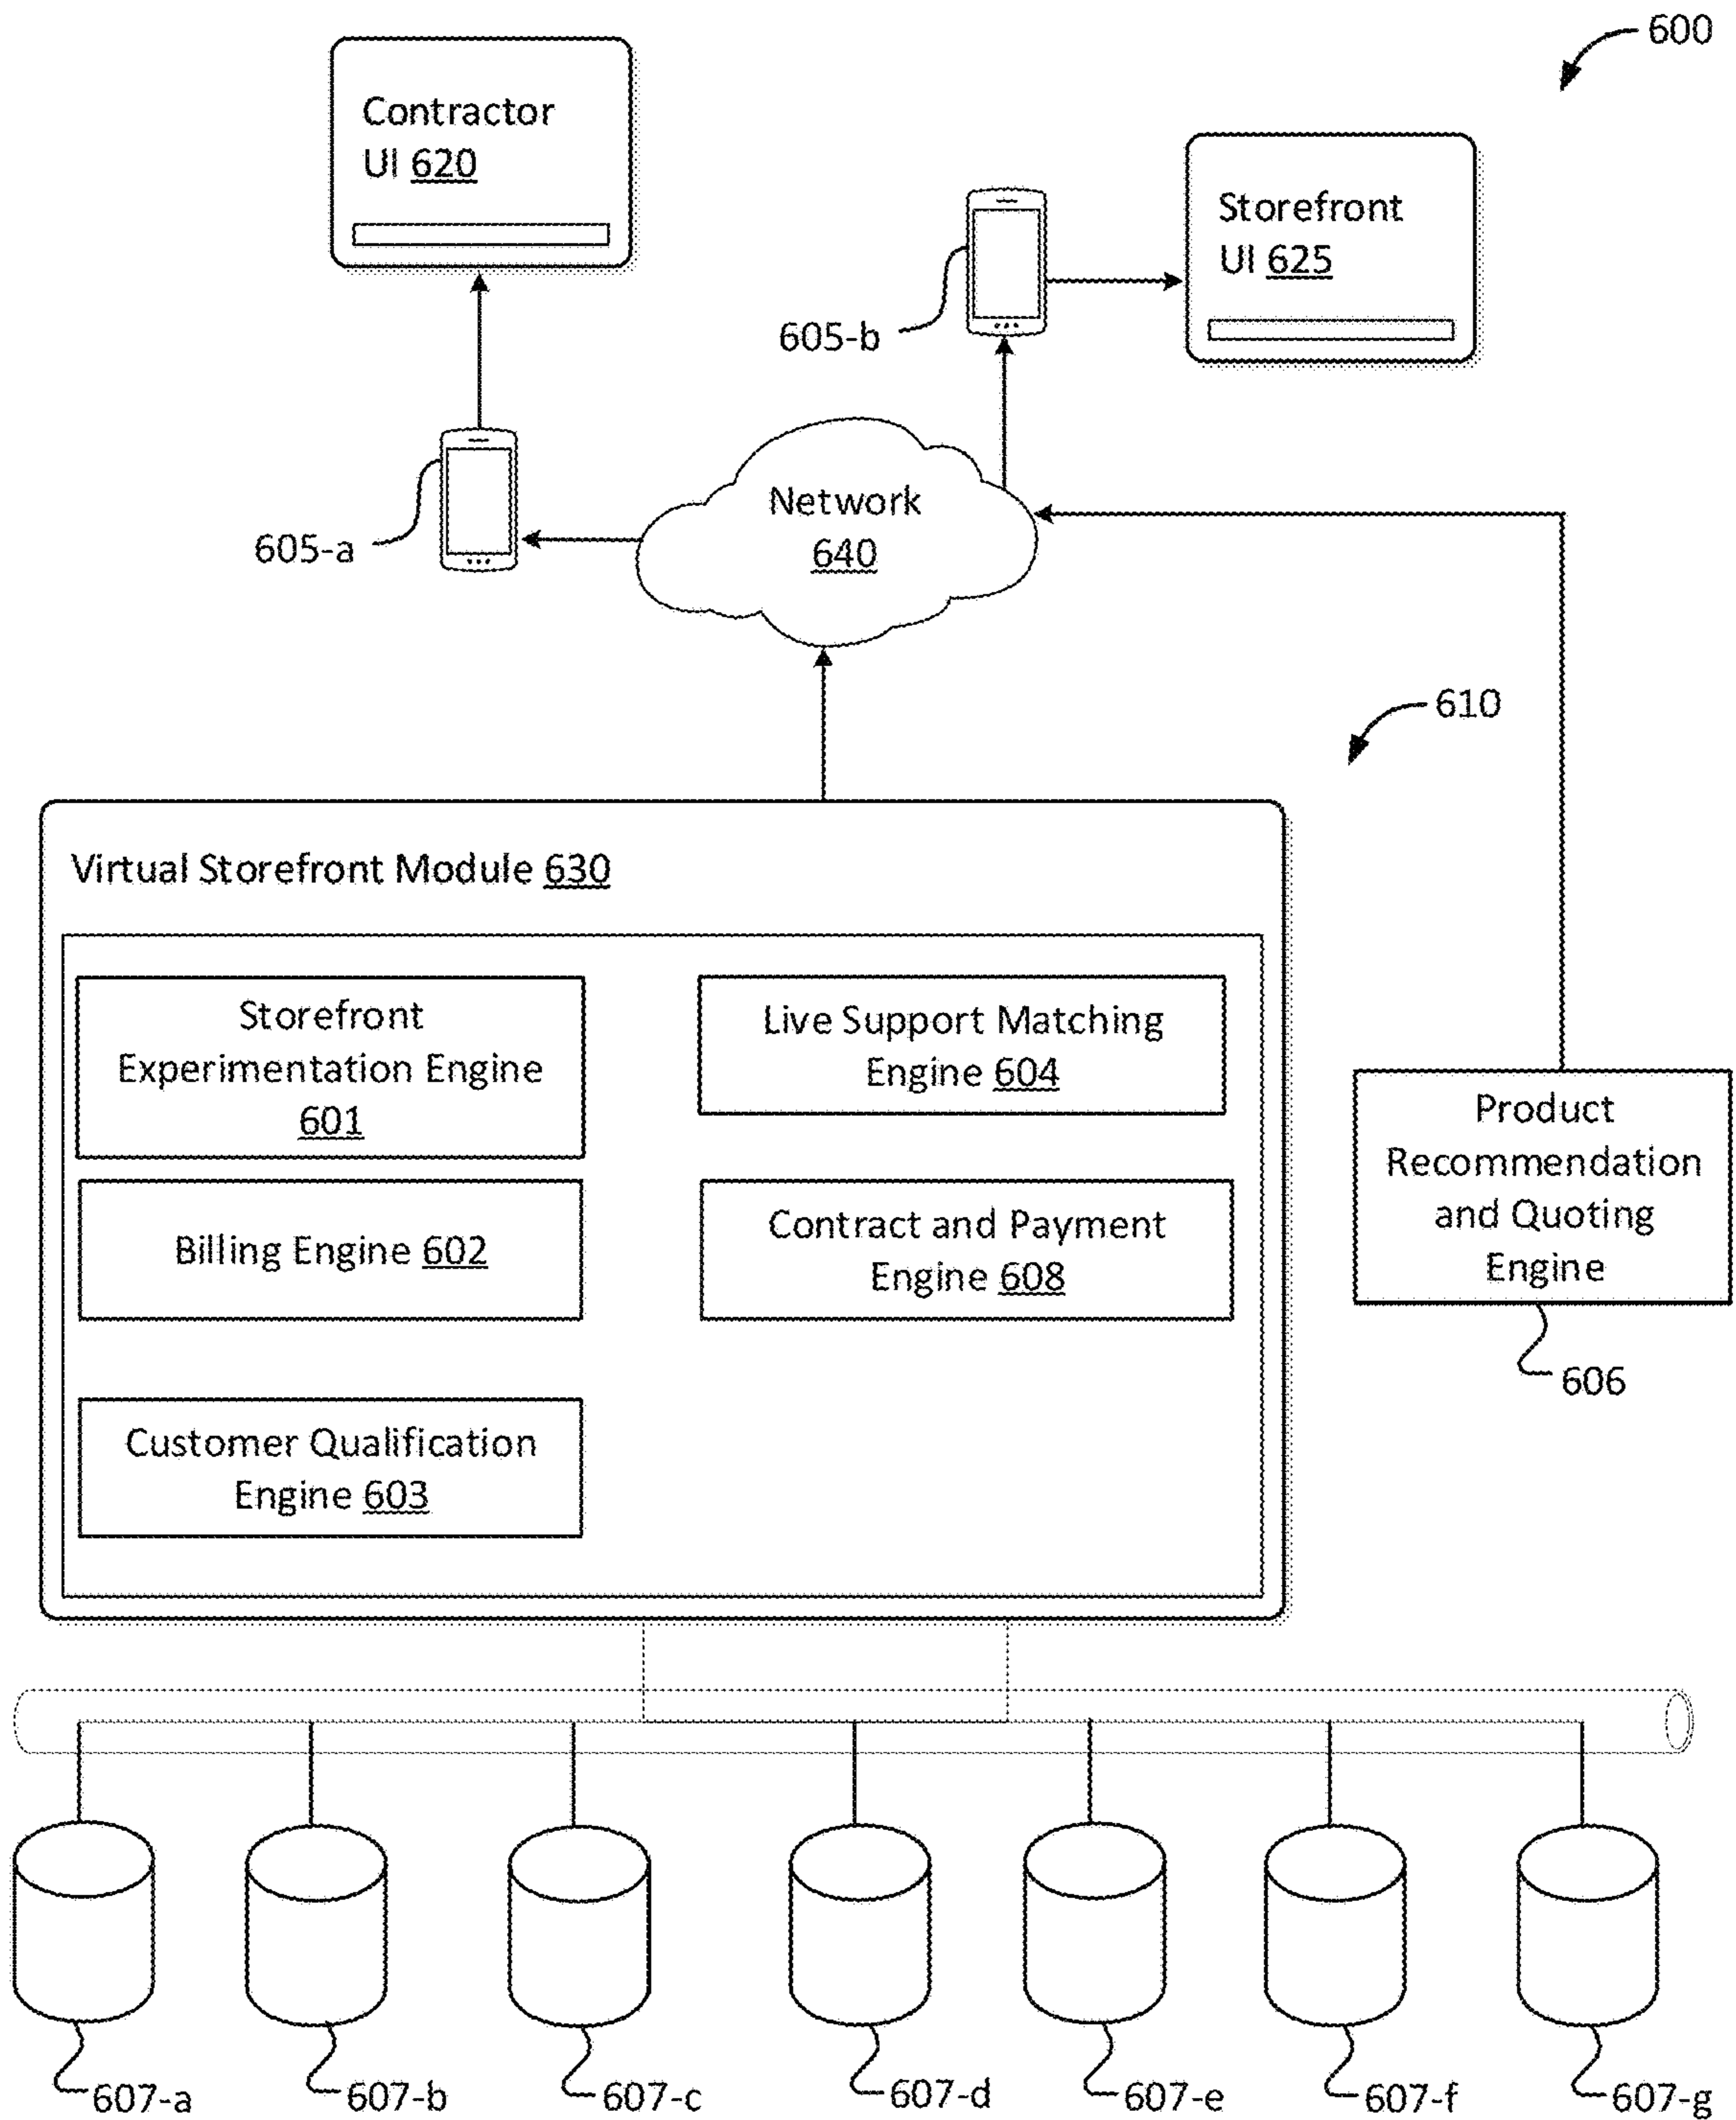 600
Contractor
UI 620
Storefront
UI 625
605-b
Network
640
605-a
610
Virtual Storefront Module 630
Storefront
Experimentation Engine
601
Live Support Matching
Engine 604
Product
Recommendation
and Quoting
Engine
606
Billing Engine 602
Contract and Payment
Engine 608
Customer Qualification
Engine 603
607-a
607-b
607-c
607-d
607-e
607-f
607-g